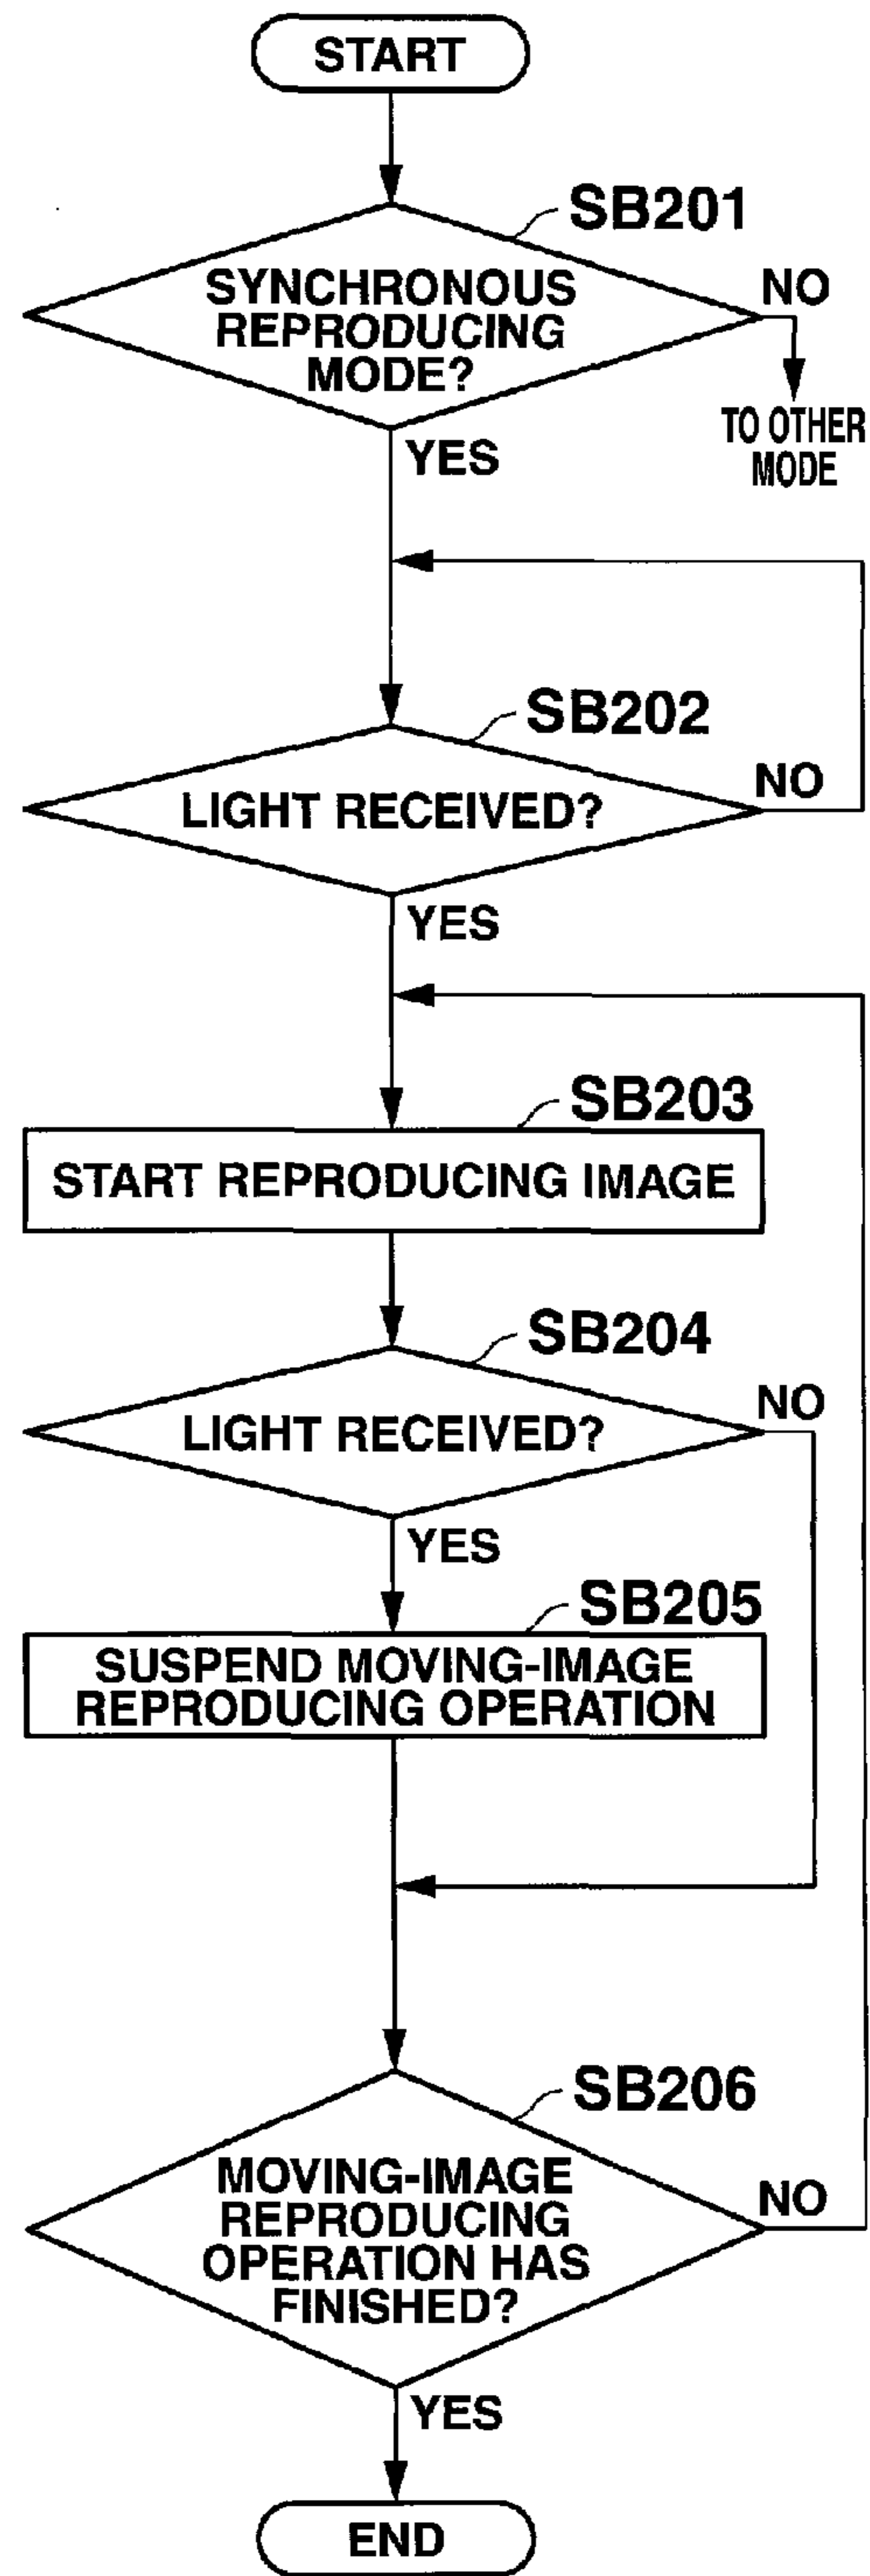 START
SB201
SYNCHRONOUS
REPRODUCING
MODE?
NO
TO OTHER
MODE
YES
SB202
LIGHT RECEIVED?
NO
YES
SB203
START REPRODUCING IMAGE
SB204
LIGHT RECEIVED?
NO
YES
SB205
SUSPEND MOVING-IMAGE
REPRODUCING OPERATION
SB206
MOVING-IMAGE
REPRODUCING
OPERATION HAS
FINISHED?
NO
YES
END